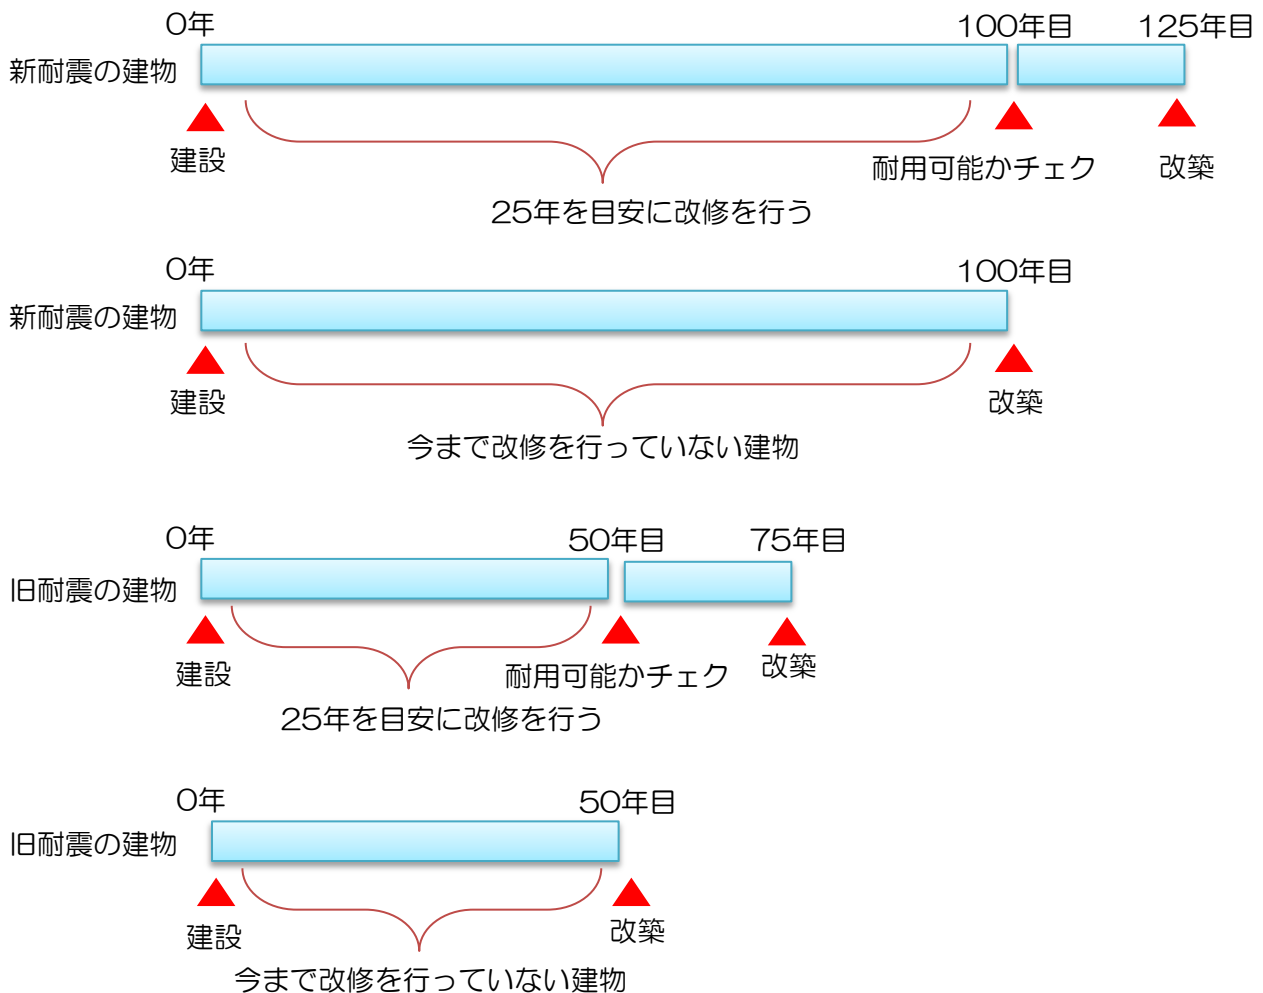 0年
100年目
125年目
新耐震の建物
建設
耐用可能かチェク
改築
25年を目安に改修を行う
0年
100年目
新耐震の建物
建設
改築
今まで改修を行っていない建物
0年
50年目
75年目
旧耐震の建物
建設
耐用可能かチェク
改築
25年を目安に改修を行う
0年
50年目
旧耐震の建物
建設
改築
今まで改修を行っていない建物